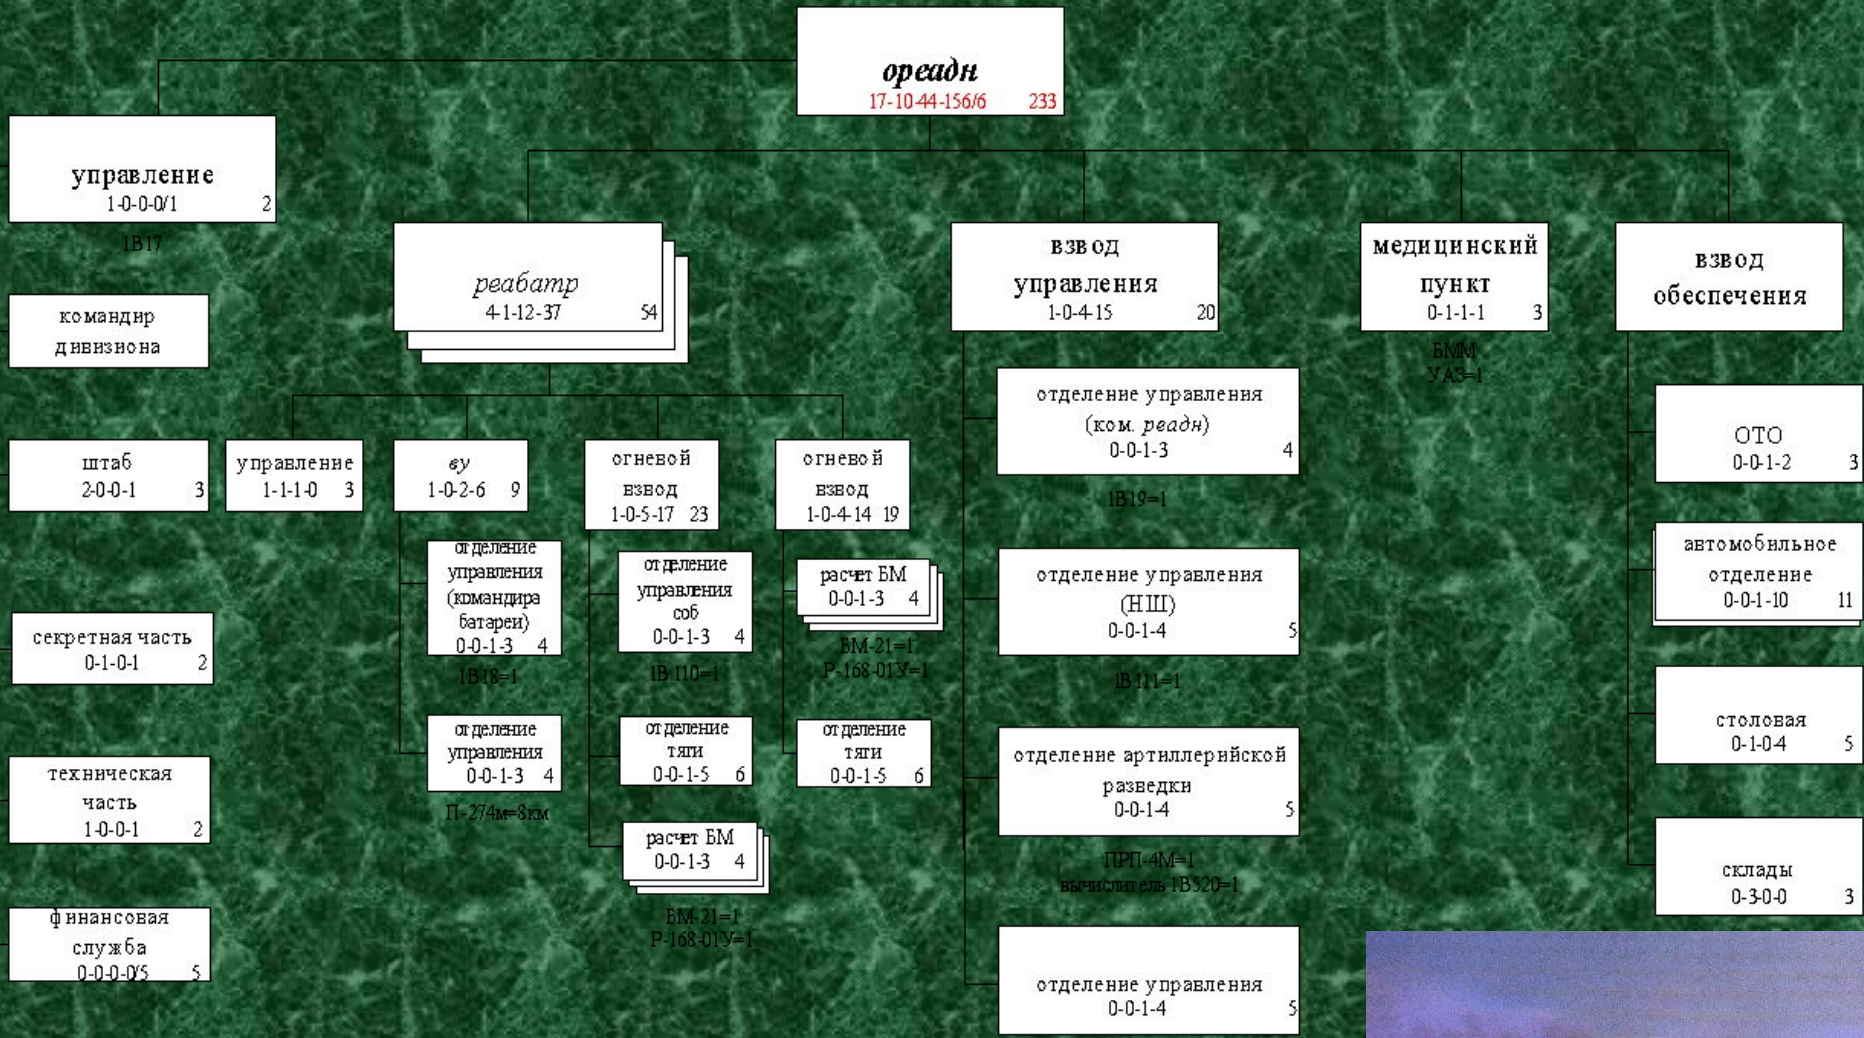 ореадн
17-10-44-156/6 233
управление
1-0-0-0/1 2
1В17
командир
дивизиона
штаб
2-0-0-1 3
секретная часть
0-1-0-1 2
техническая
часть
1-0-0-1 2
финансовая
служба
0-0-0-0/5 5
реабатр
4-1-12-37 54
управление
1-1-1-0 3
ву
1-0-2-6 9
отделение
управления
(командира
батареи)
0-0-1-3 4
1В18=1
отделение
управления
0-0-1-3 4
П-274м=8км
огневой
взвод
1-0-5-17 23
отделение
управления
соб
0-0-1-3 4
1В110=1
отделение
тяги
0-0-1-5 6
расчет БМ
0-0-1-3 4
БМ-21=1
Р-168-01У=1
огневой
взвод
1-0-4-14 19
расчет БМ
0-0-1-3 4
БМ-21=1
Р-168-01У=1
отделение
тяги
0-0-1-5 6
взвод
управления
1-0-4-15 20
отделение управления
(ком. реадн)
0-0-1-3 4
1В19=1
отделение управления
(НШ)
0-0-1-4 5
1В111=1
отделение артиллерийской
разведки
0-0-1-4 5
ПРП-4М=1
вычислитель 1В520=1
отделение управления
0-0-1-4 5
медицинский
пункт
0-1-1-1 3
БММ
УАЗ=1
взвод
обеспечения
ОТО
0-0-1-2 3
автомобильное
отделение
0-0-1-10 11
столовая
0-1-0-4 5
склады
0-3-0-0 3